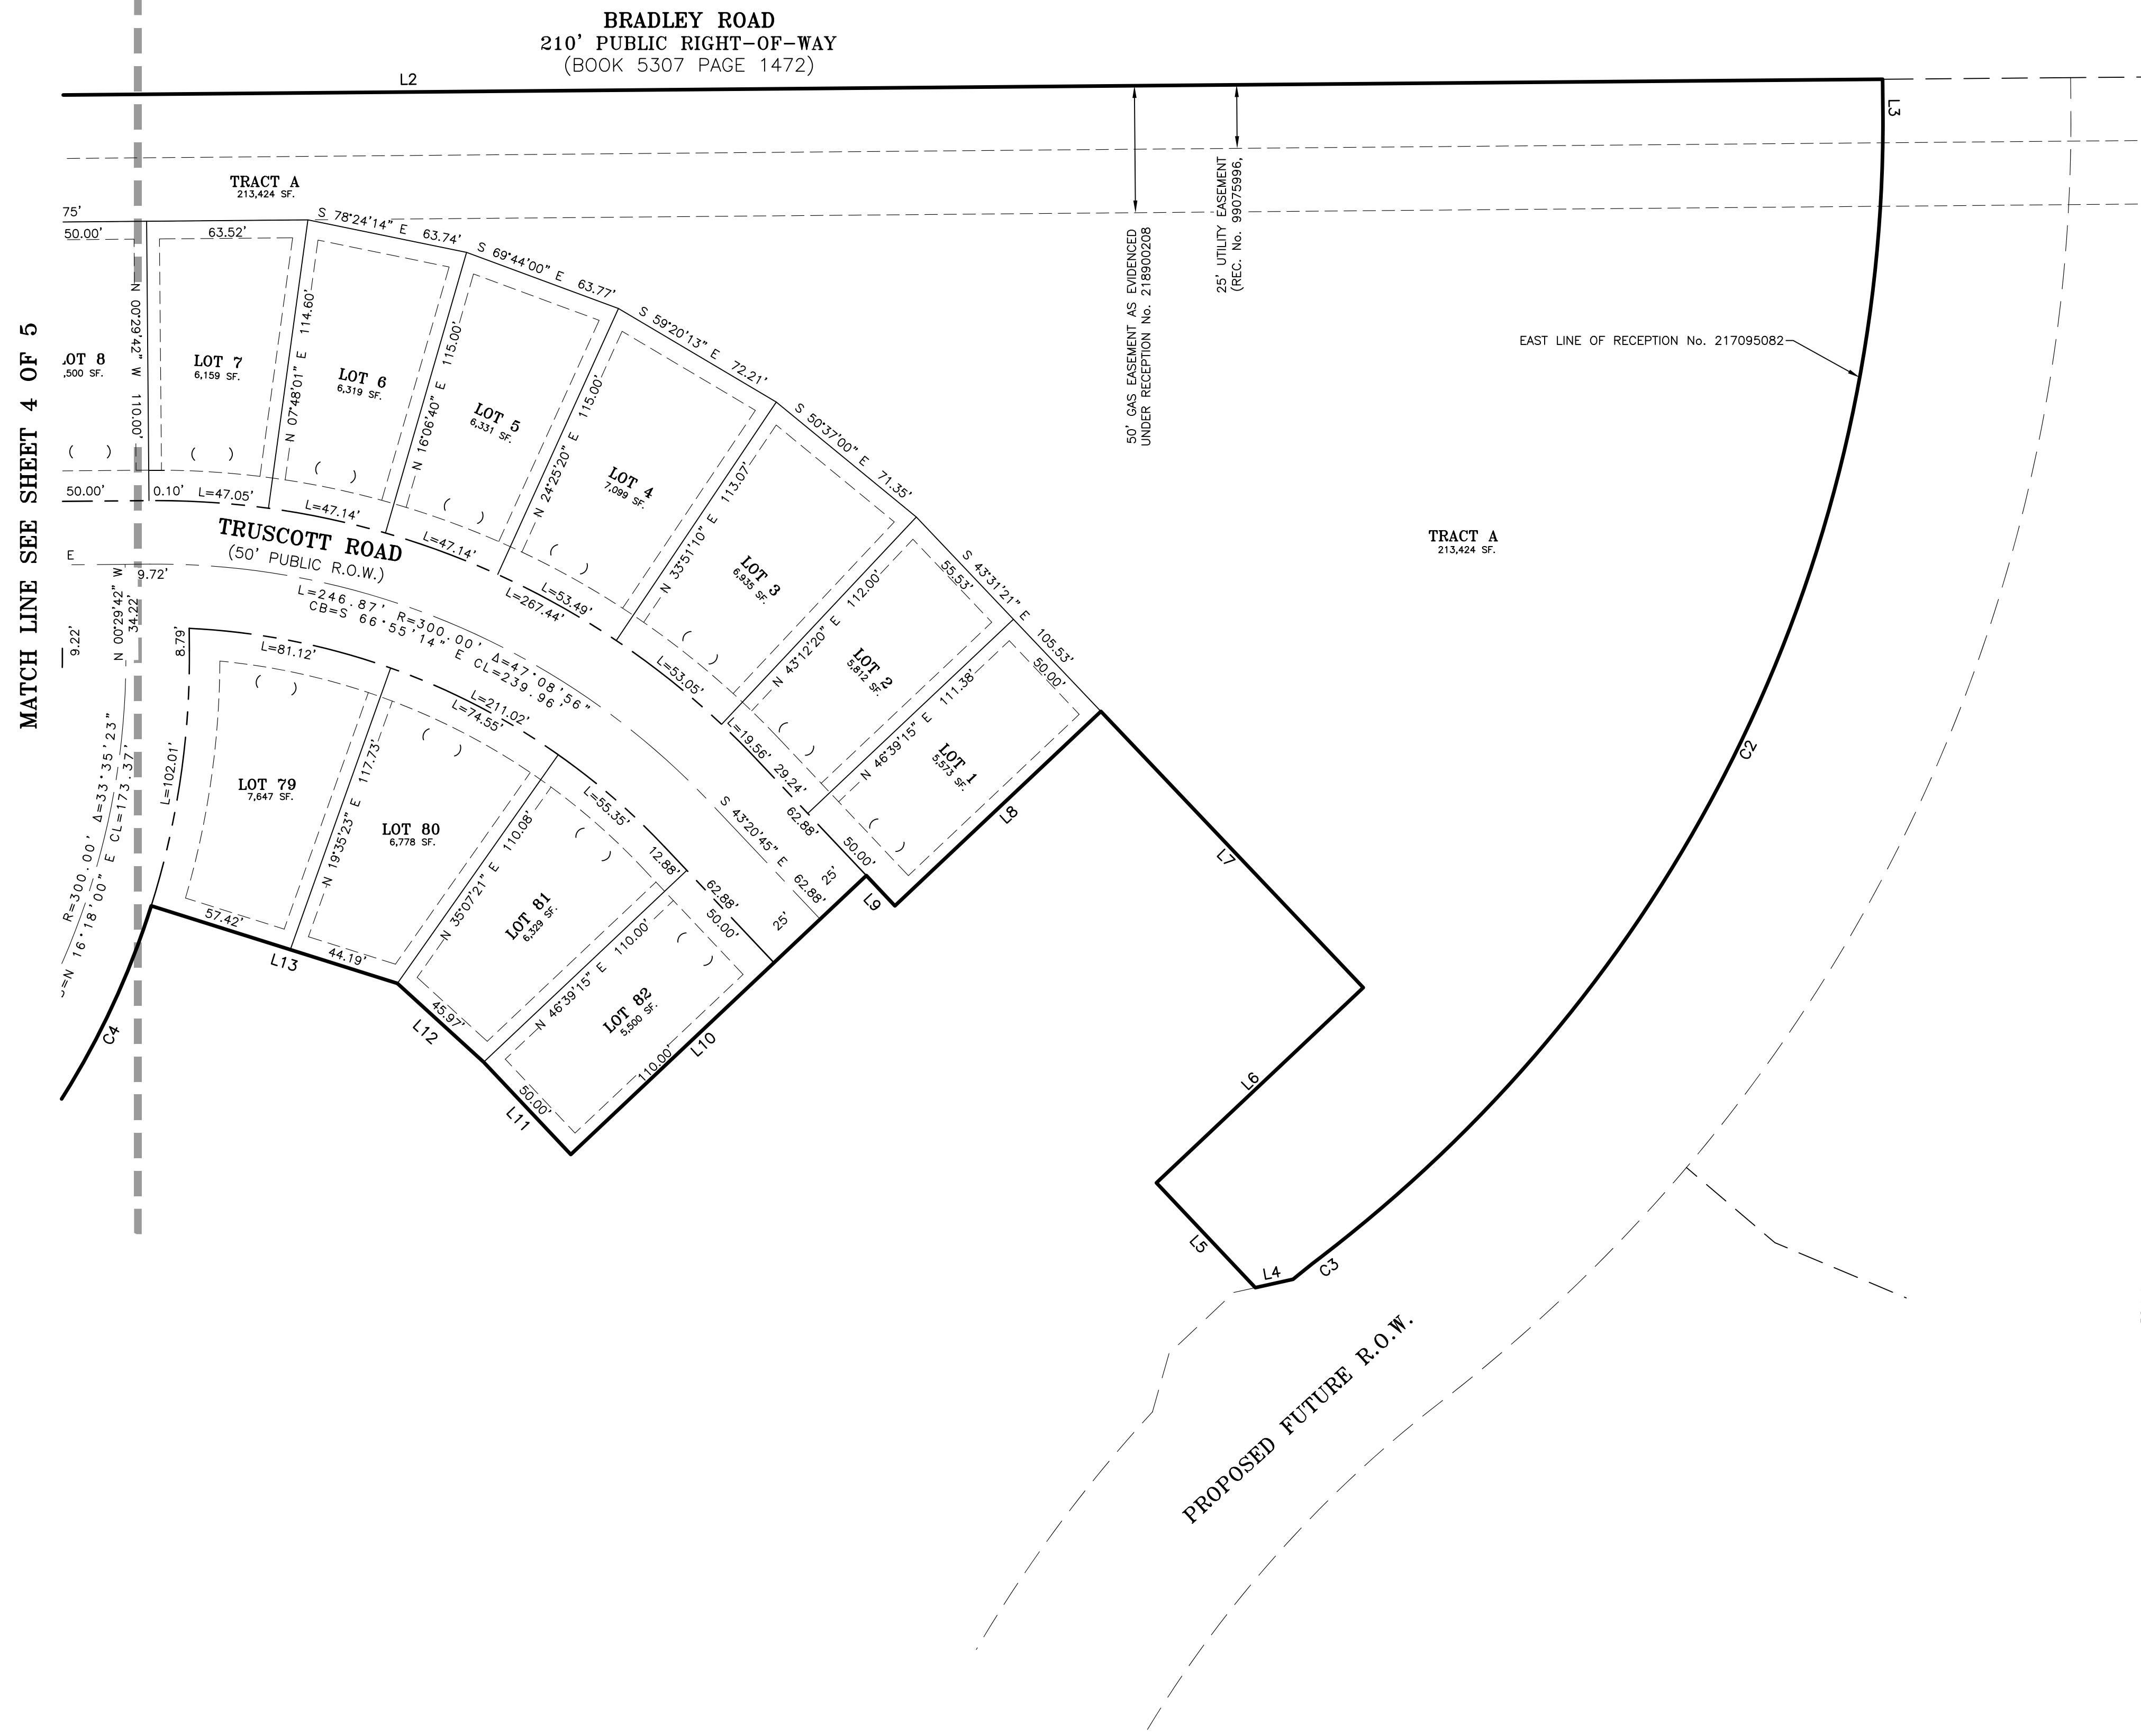 BRADLEY ROAD
210' PUBLIC RIGHT-OF-WAY
(BOOK 5307 PAGE 1472)
L2
L3
TRACT A
213,424 SF.
25' UTILITY EASEMENT
(REC. No. 99075996,
50' GAS EASEMENT AS EVIDENCED
UNDER RECEPTION No. 218900208
EAST LINE OF RECEPTION No. 217095082
MATCH LINE SEE SHEET 4 OF 5
75'
50.00'
63.52'
S 78°24'14" E 63.74'
S 69°44'00" E 63.77'
S 59°20'13" E 72.21'
S 50°37'00" E 71.35'
S 43°31'21" E 105.53'
55.53'
50.00'
LOT 8
,500 SF.
N 00°29'42" W 110.00'
LOT 7
6,159 SF.
N 07°48'01" E 114.60'
LOT 6
6,319 SF.
N 16°06'40" E 115.00'
LOT 5
6,331 SF.
N 24°25'20" E 115.00'
LOT 4
7,099 SF.
N 33°51'10" E 113.07'
LOT 3
6,935 SF.
N 43°12'20" E 112.00'
LOT 2
5,812 SF.
N 46°39'15" E 111.38'
LOT 1
5,573 SF.
TRACT A
213,424 SF.
50.00'
0.10'
L=47.05'
L=47.14'
L=47.14'
L=53.49'
L=267.44'
L=53.05'
L=19.56'
29.24'
62.88'
50.00'
TRUSCOTT ROAD
(50' PUBLIC R.O.W.)
E
9.72'
N 00°29'42" W
34.22'
9.22'
8.79'
L=246.87' R=300.00' Δ=47°08'56"
CB=S 66°55'14" E CL=239.96'
S 43°20'45" E 62.88'
25'
25'
L=81.12'
L=211.02'
L=74.55'
L=55.35'
12.88'
62.88'
50.00'
L=102.01'
R=300.00' Δ=33°35'23"
=N 16°18'00" E CL=173.37'
LOT 79
7,647 SF.
N 19°35'23" E 117.73'
LOT 80
6,778 SF.
N 35°07'21" E 110.08'
LOT 81
6,329 SF.
N 46°39'15" E 110.00'
LOT 82
5,500 SF.
110.00'
57.42'
44.19'
45.97'
50.00'
L13
L12
L11
L10
L9
L8
L7
L6
L5
L4
C3
C2
C4
PROPOSED FUTURE R.O.W.